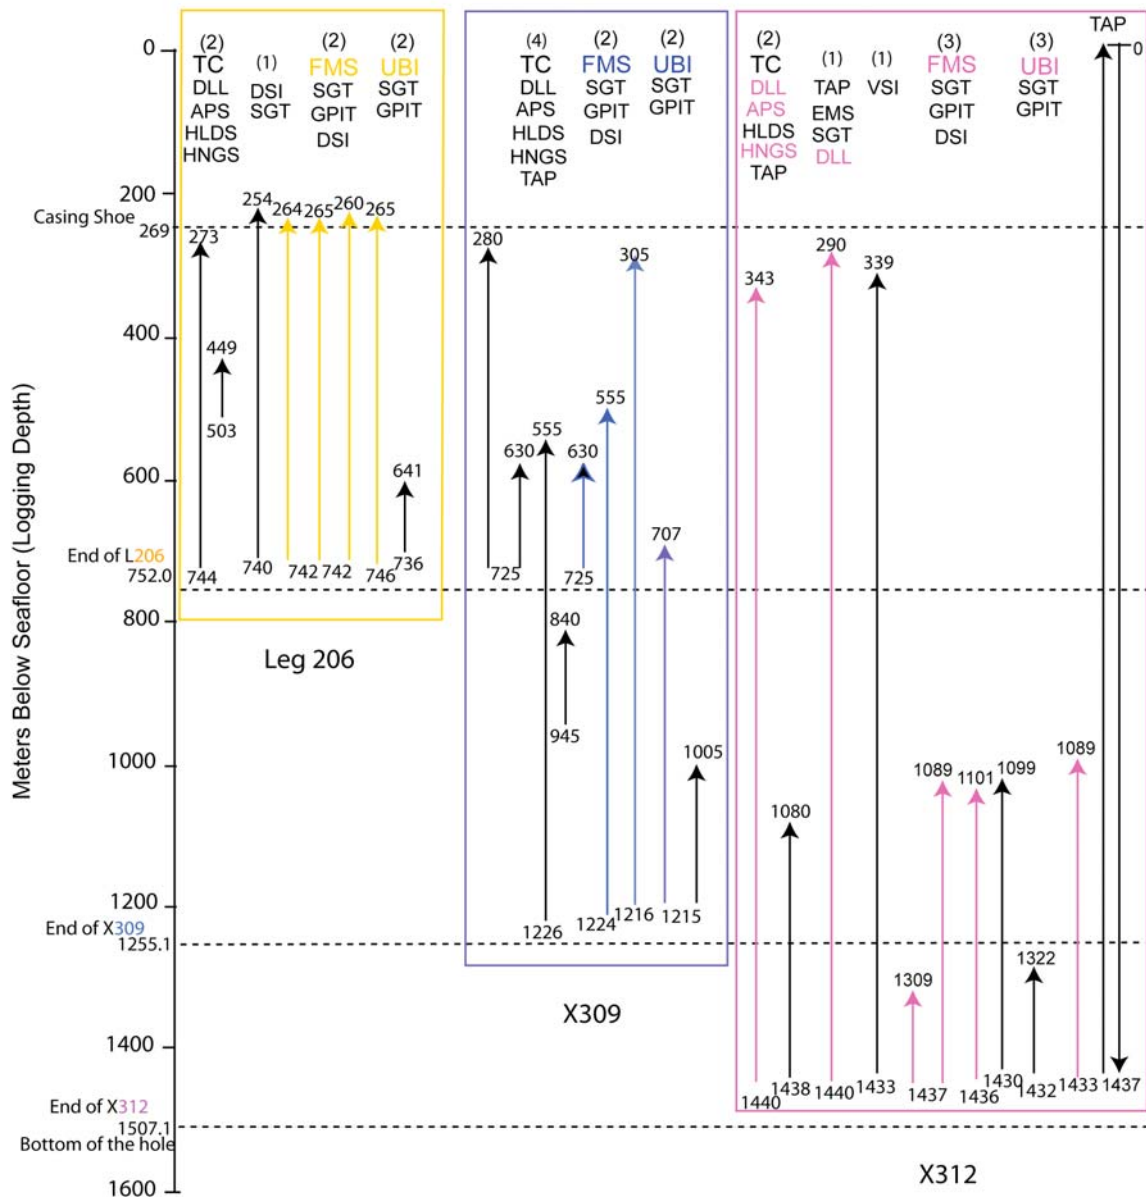 TAP
0
(2)
TC
DLL
APS
HLDS
HNGS
(1)
DSI
SGT
(2)
FMS
SGT
GPIT
DSI
(2)
UBI
SGT
GPIT
(4)
TC
DLL
APS
HLDS
HNGS
TAP
(2)
FMS
SGT
GPIT
DSI
(2)
UBI
SGT
GPIT
(2)
TC
DLL
APS
HLDS
HNGS
TAP
(1)
TAP
EMS
SGT
DLL
(1)
VSI
(3)
FMS
SGT
GPIT
DSI
(3)
UBI
SGT
GPIT
0
200
Casing Shoe
269
400
600
End of L206
752.0
800
1000
1200
End of X309
1255.1
1400
End of X312
1507.1
Bottom of the hole
1600
Meters Below Seafloor (Logging Depth)
273
744
449
503
254
740
264
742
265
742
260
265
746
641
736
Leg 206
280
725
630
555
1226
840
945
630
725
555
1224
305
1216
707
1215
1005
X309
343
1440
1080
1438
290
1440
339
1433
1309
1089
1437
1101
1436
1099
1430
1322
1432
1089
1433
1437
X312